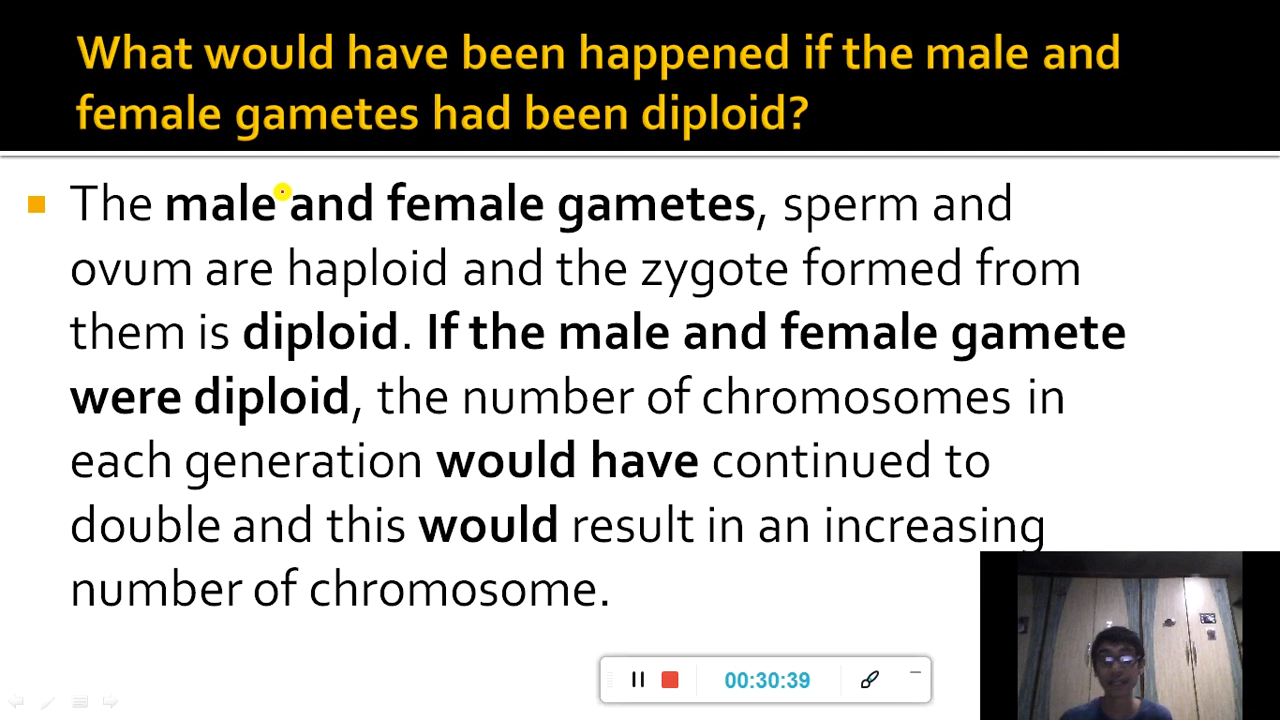 What would have been happened if the male and
female gametes had been diploid?
The male and female gametes, sperm and
ovum are haploid and the zygote formed from
them is diploid. If the male and female gamete
were diploid, the number of chromosomes in
each generation would have continued to
double and this would result in an increasing
number of chromosome.
00:30:39